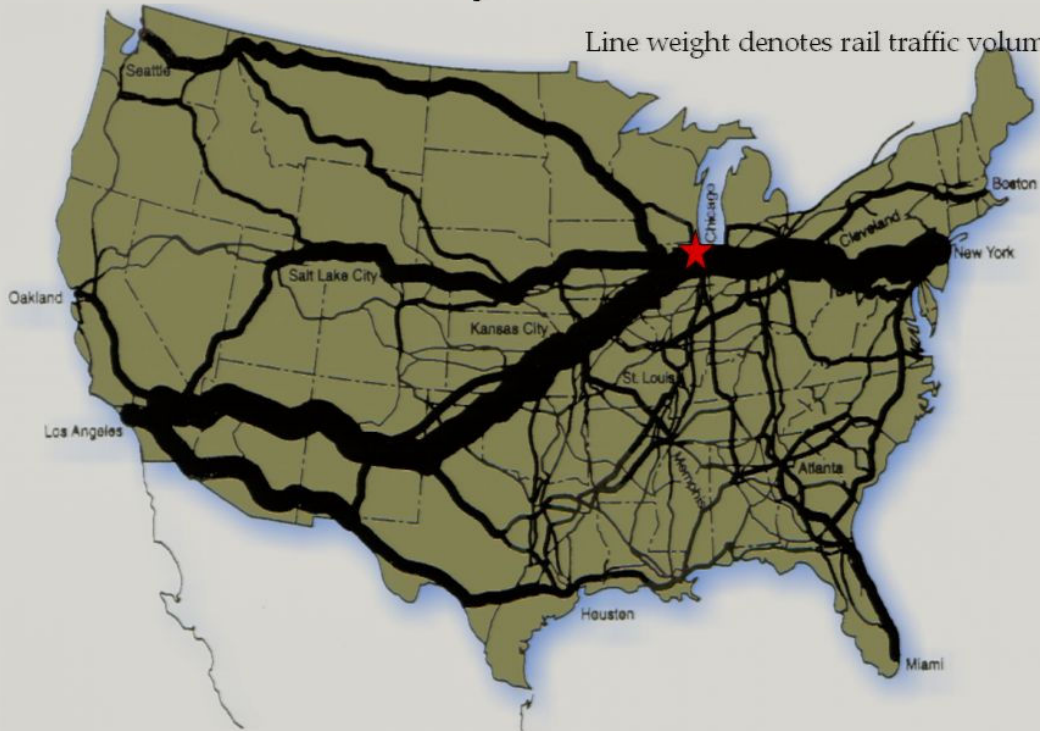 Line weight denotes rail traffic volum
Seattle
Chicago
Boston
Cleveland
New York
Salt Lake City
Oakland
Kansas City
St. Louis
Los Angeles
Memphis
Atlanta
Houston
Miami